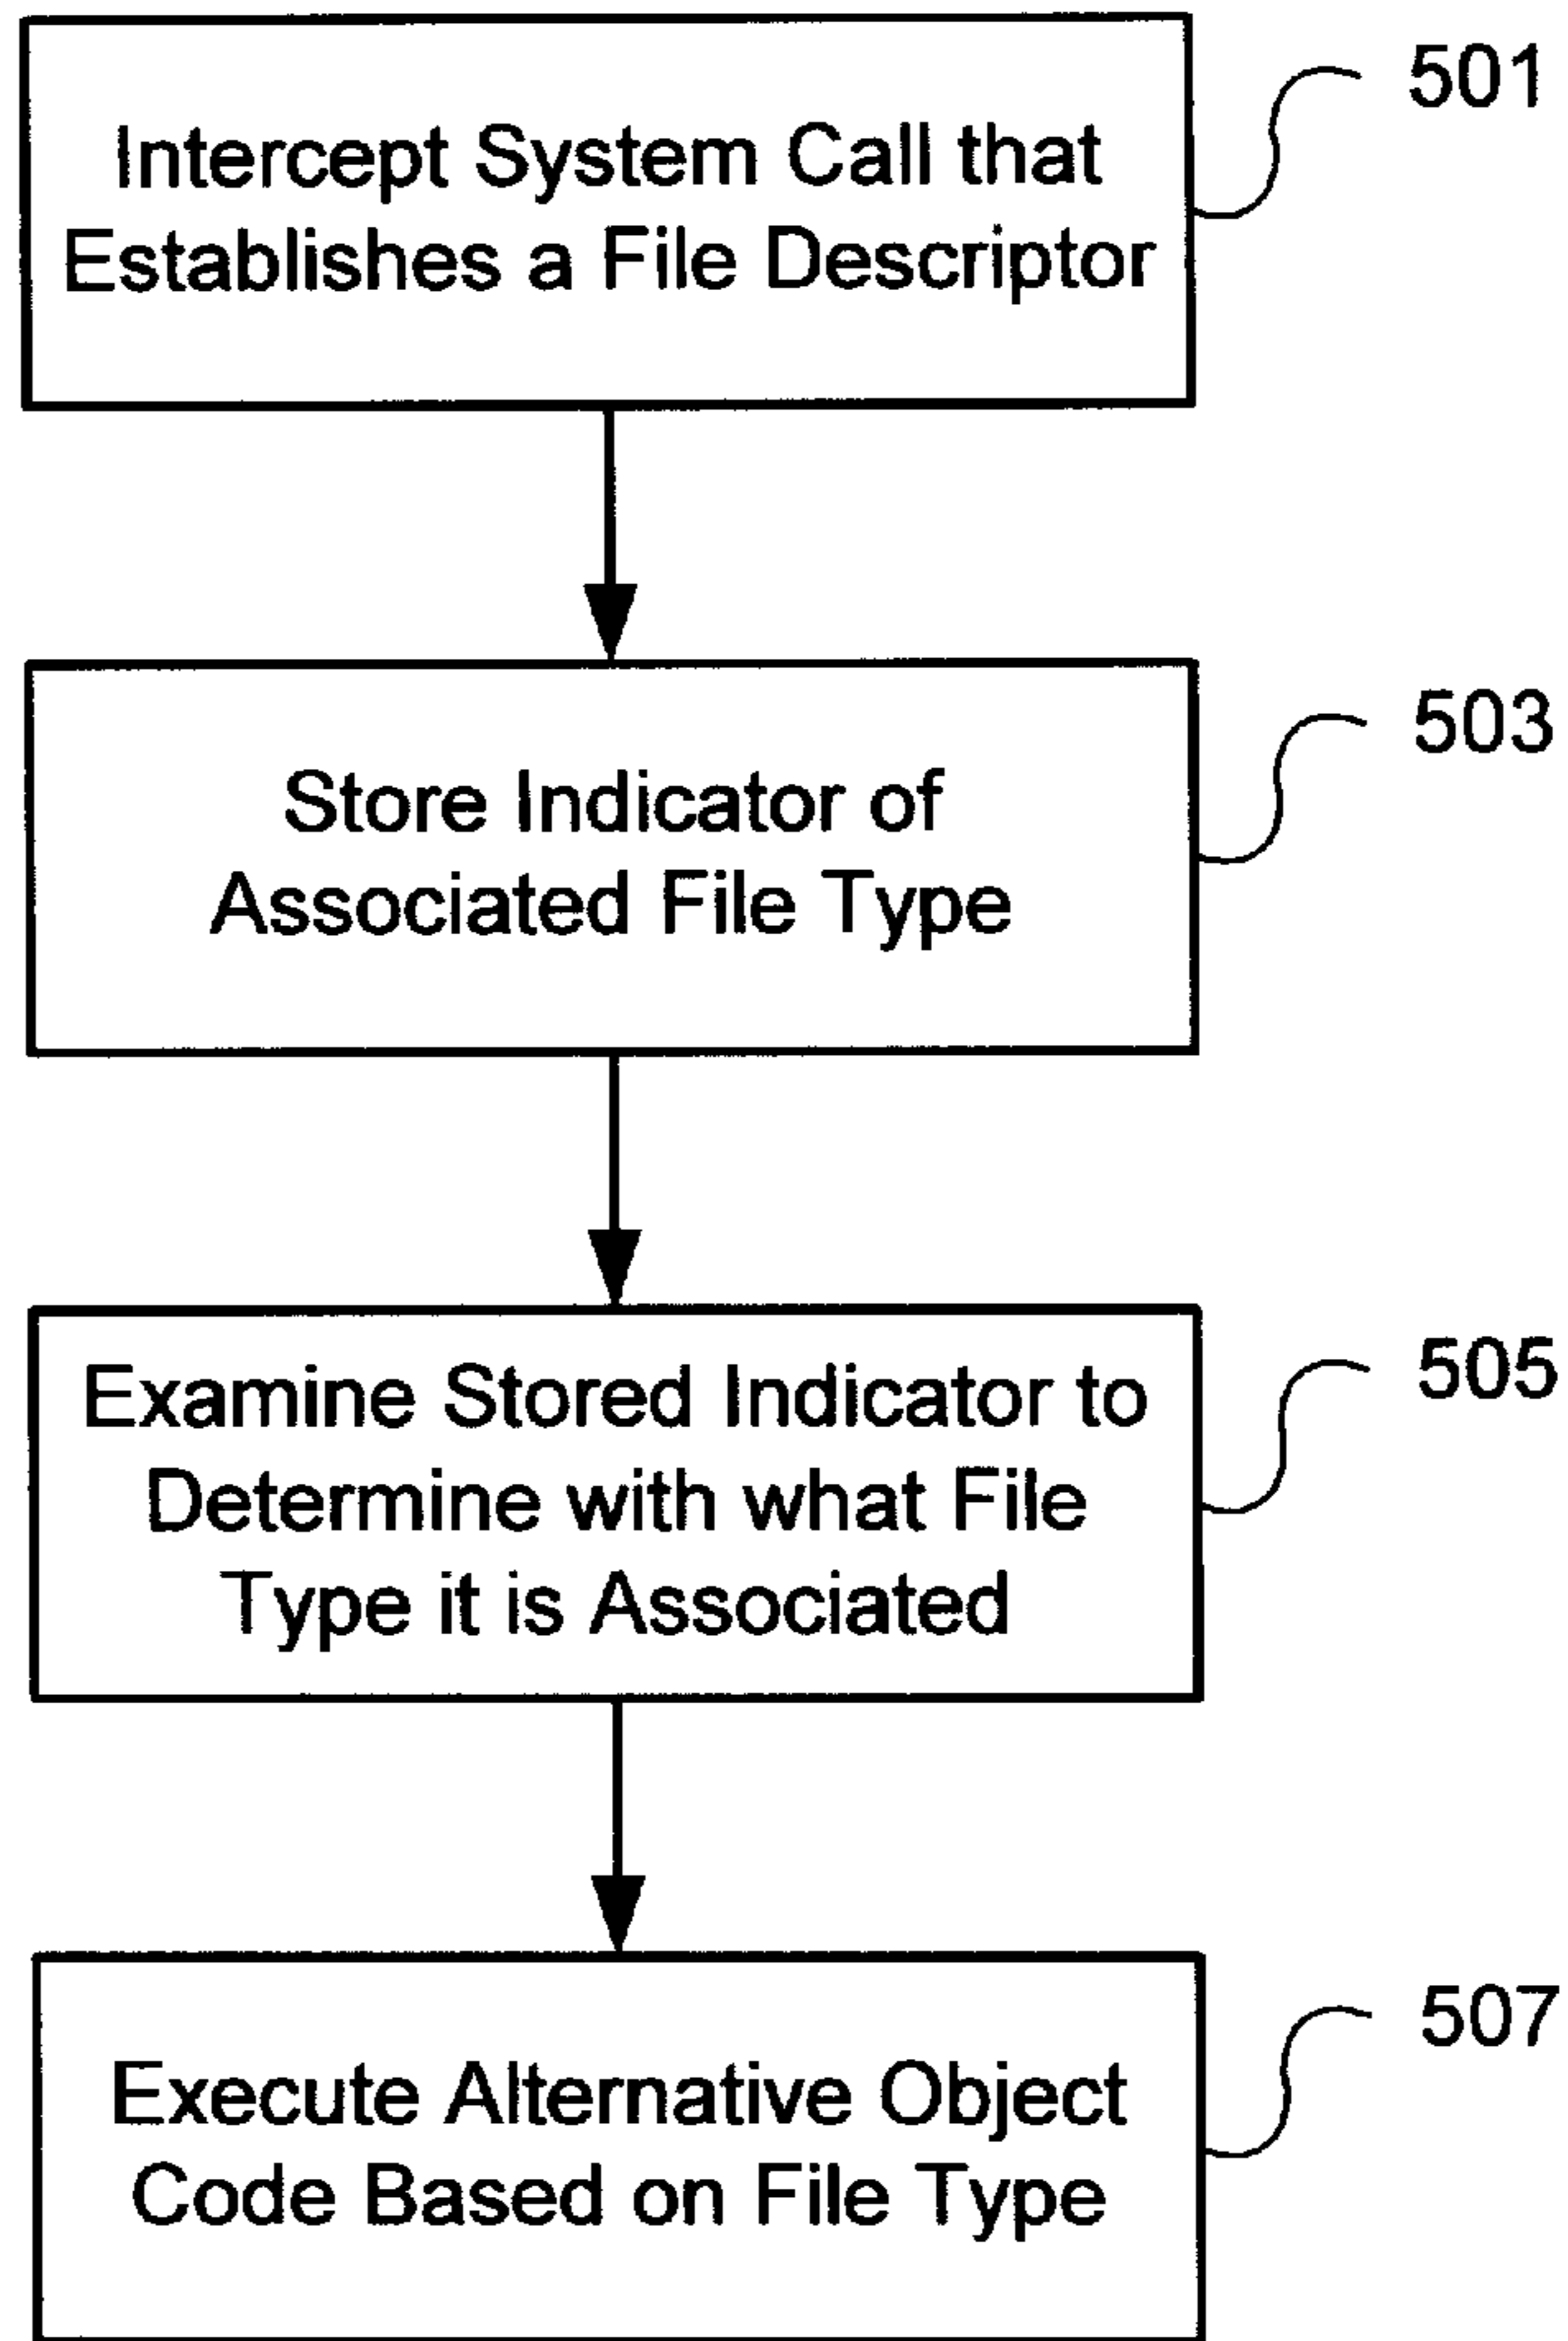 501
Intercept System Call that
Establishes a File Descriptor
503
Store Indicator of
Associated File Type
505
Examine Stored Indicator to
Determine with what File
Type it is Associated
507
Execute Alternative Object
Code Based on File Type